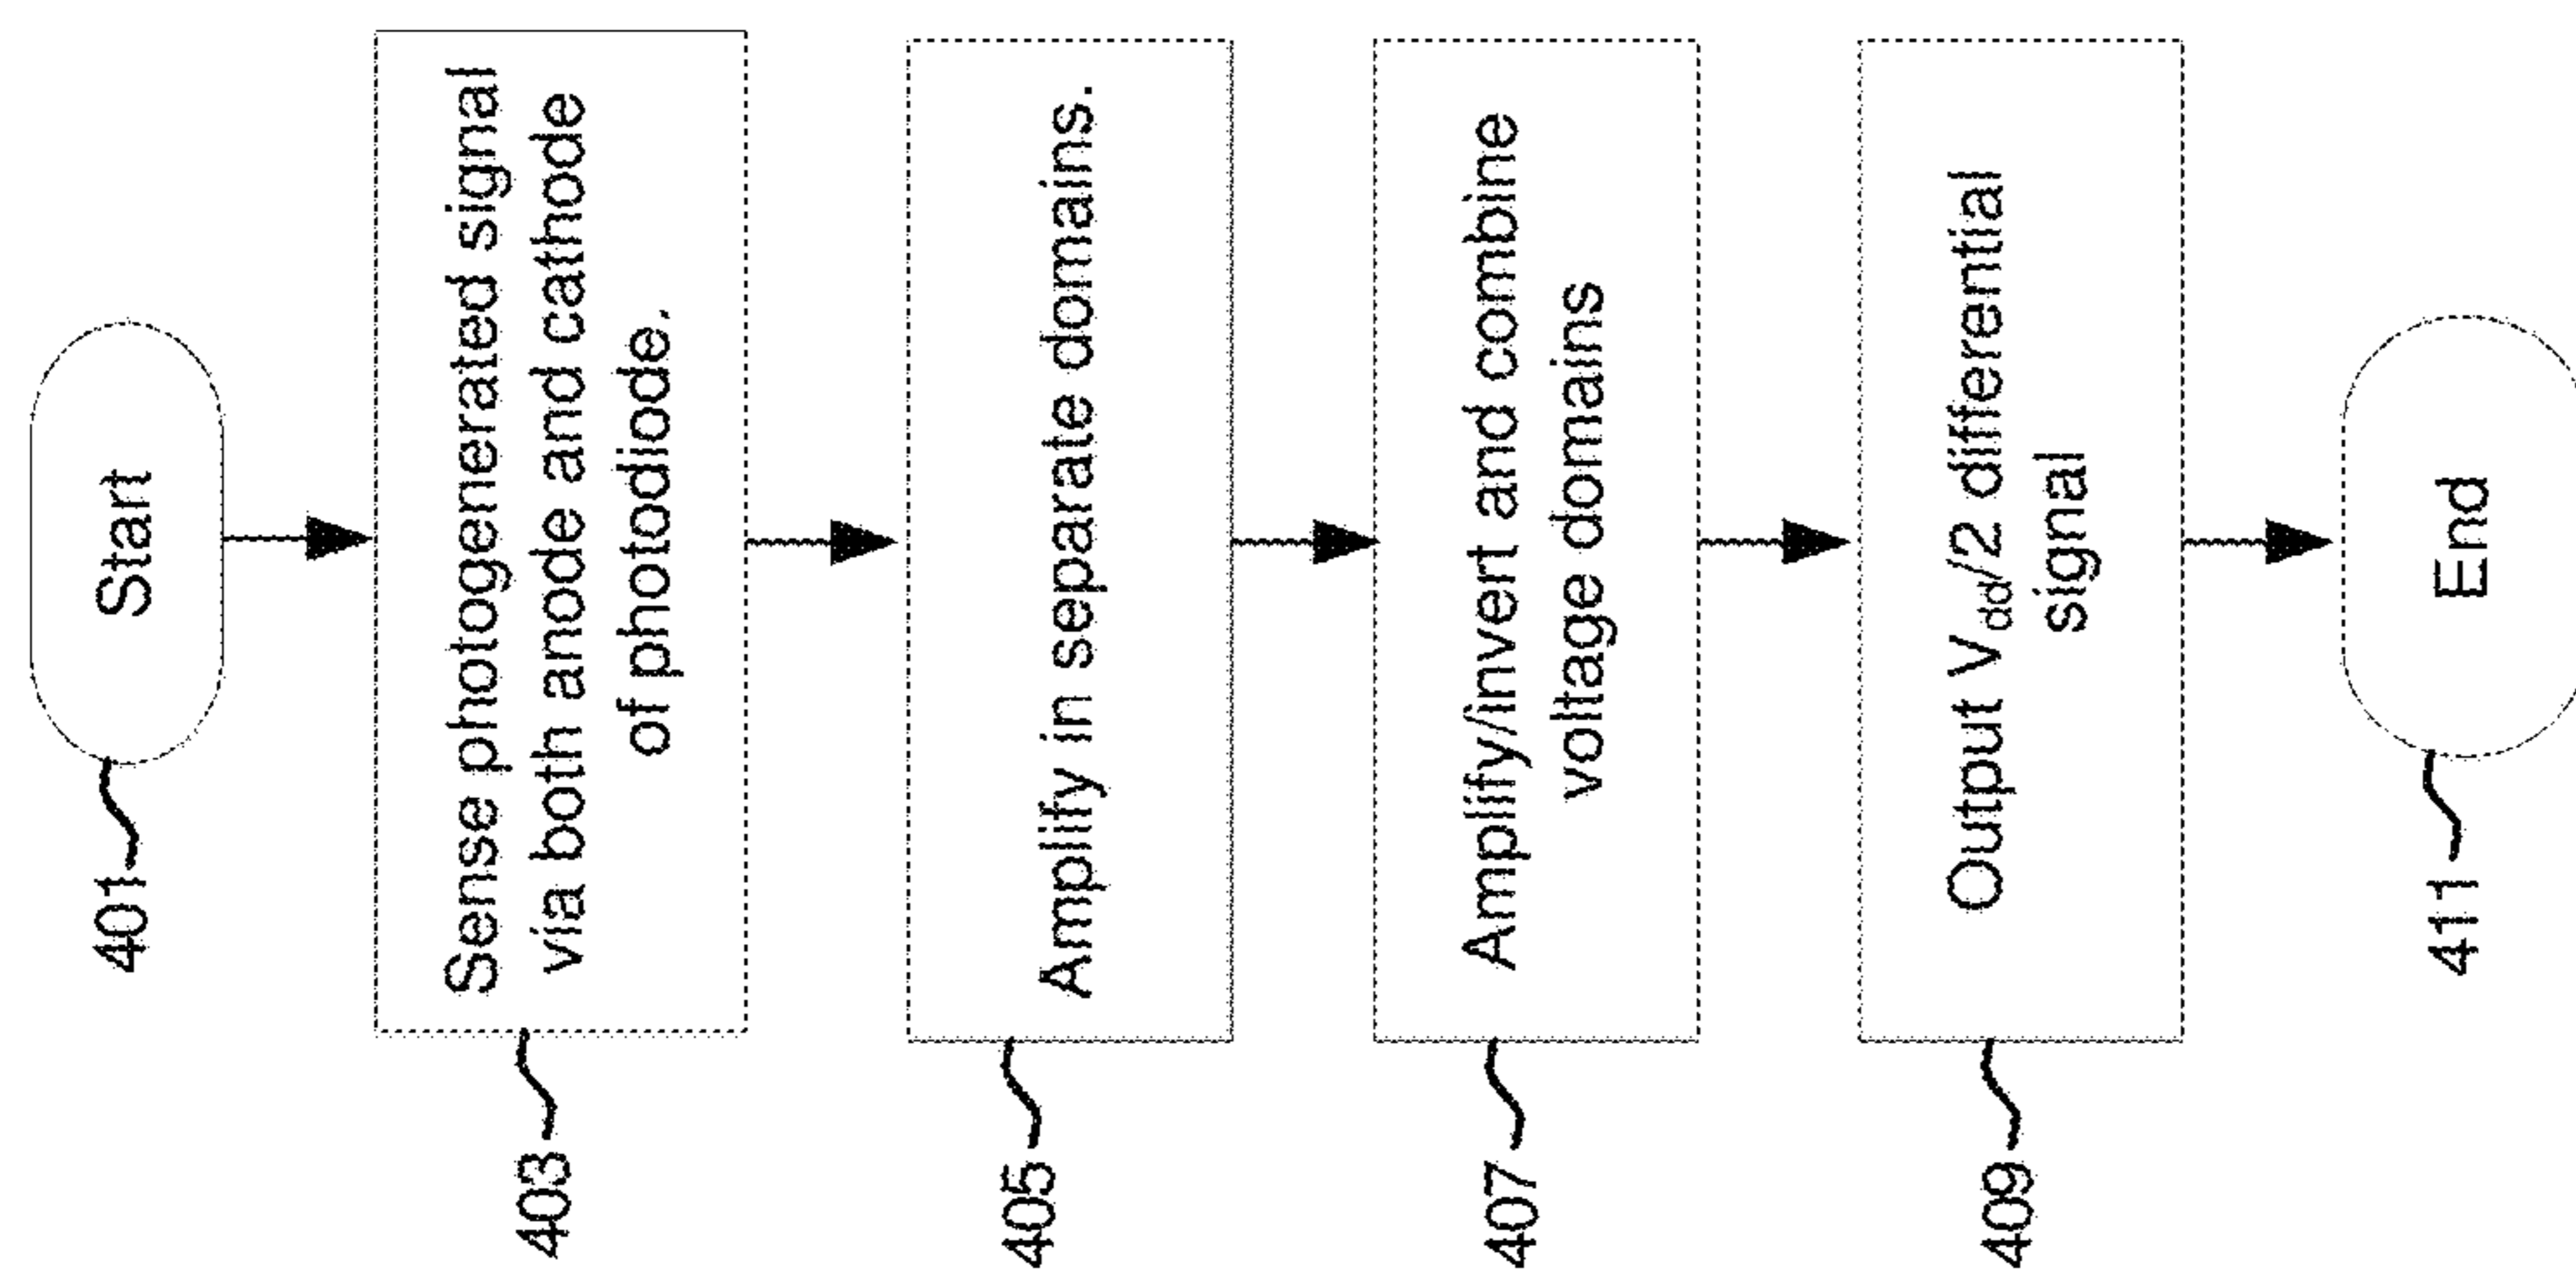 Start
401
Sense photogenerated signal
via both anode and cathode
of photodiode.
403
Amplify in separate domains.
405
Amplify/invert and combine
voltage domains
407
Output Vdd/2 differential
signal
409
End
411